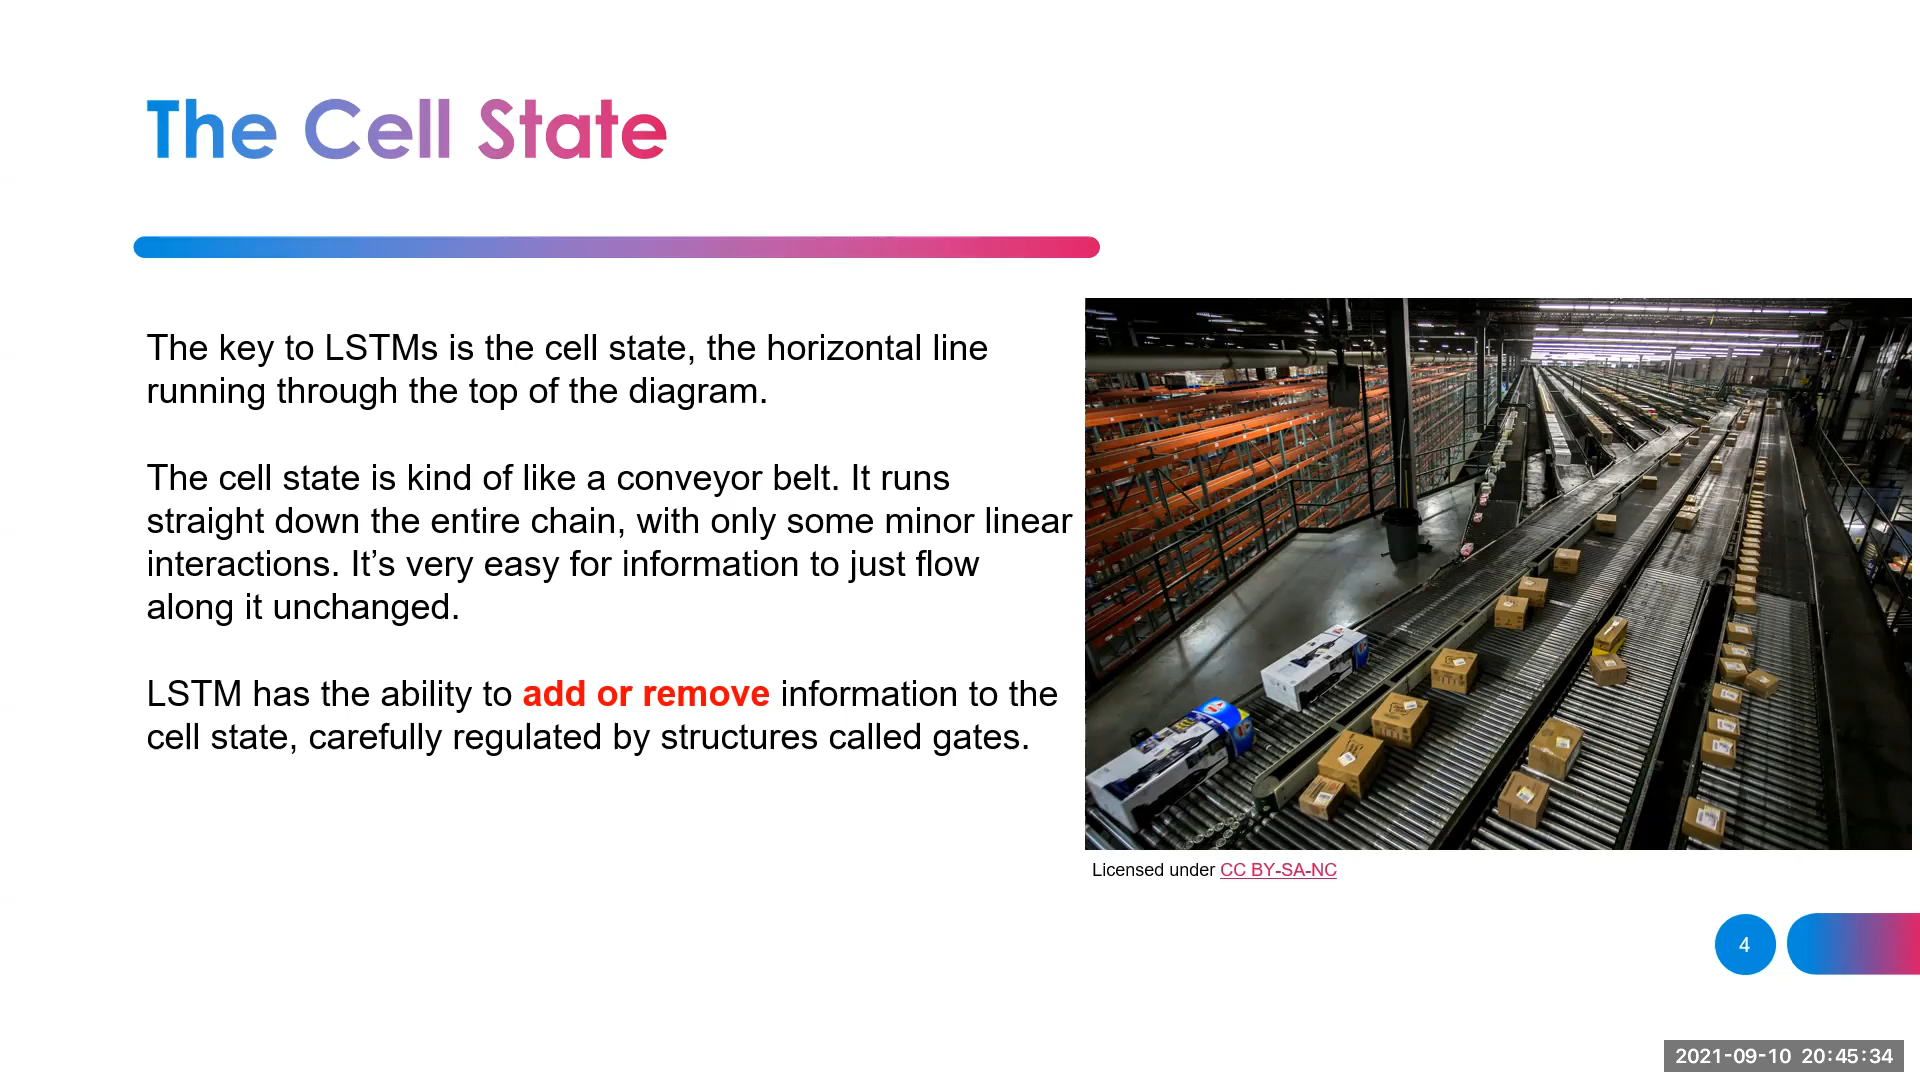 The Cell State
The key to LSTMs is the cell state, the horizontal line
running through the top of the diagram.
The cell state is kind of like a conveyor belt. It runs
straight down the entire chain, with only some minor linear
interactions. It’s very easy for information to just flow
along it unchanged.
LSTM has the ability to add or remove information to the
cell state, carefully regulated by structures called gates.
Licensed under CC BY-SA-NC
4
2021-09-10 20:45:34